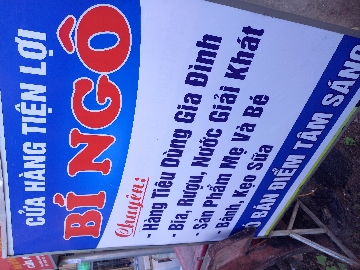 CỬA HÀNG TIỆN LỢI
BÍ NGÔ
Chuyên:
- Hàng Tiêu Dùng Gia Đình
- Bia, Rượu, Nước Giải Khát
- Sản Phẩm Mẹ Và Bé
- Bánh, Kẹo Sữa
BÁN ĐIỂM TÂM SÁNG